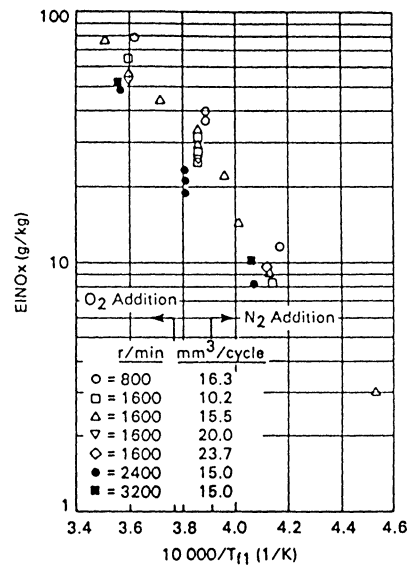 100
10
1
EINOx (g/kg)
O2 Addition
N2 Addition
r/min mm3/cycle
○ = 800 16.3
□ = 1600 10.2
△ = 1600 15.5
▽ = 1600 20.0
◇ = 1600 23.7
● = 2400 15.0
■ = 3200 15.0
3.4 3.6 3.8 4.0 4.2 4.4 4.6
10 000/Tf1 (1/K)